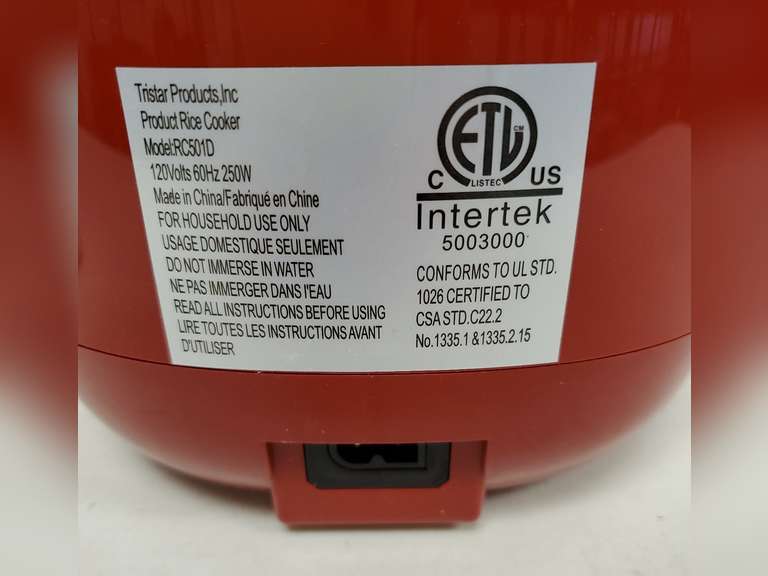 Tristar Products,Inc
Product Rice Cooker
Model:RC501D
120Volts 60Hz 250W
Made in China/Fabriqué en Chine
FOR HOUSEHOLD USE ONLY
USAGE DOMESTIQUE SEULEMENT
DO NOT IMMERSE IN WATER
NE PAS IMMERGER DANS I'EAU
READ ALL INSTRUCTIONS BEFORE USING
LIRE TOUTES LES INSTRUCTIONS AVANT
D'UTILISER
ETL CM
C LISTEC US
Intertek
5003000
CONFORMS TO UL STD.
1026 CERTIFIED TO
CSA STD.C22.2
No.1335.1 &1335.2.15